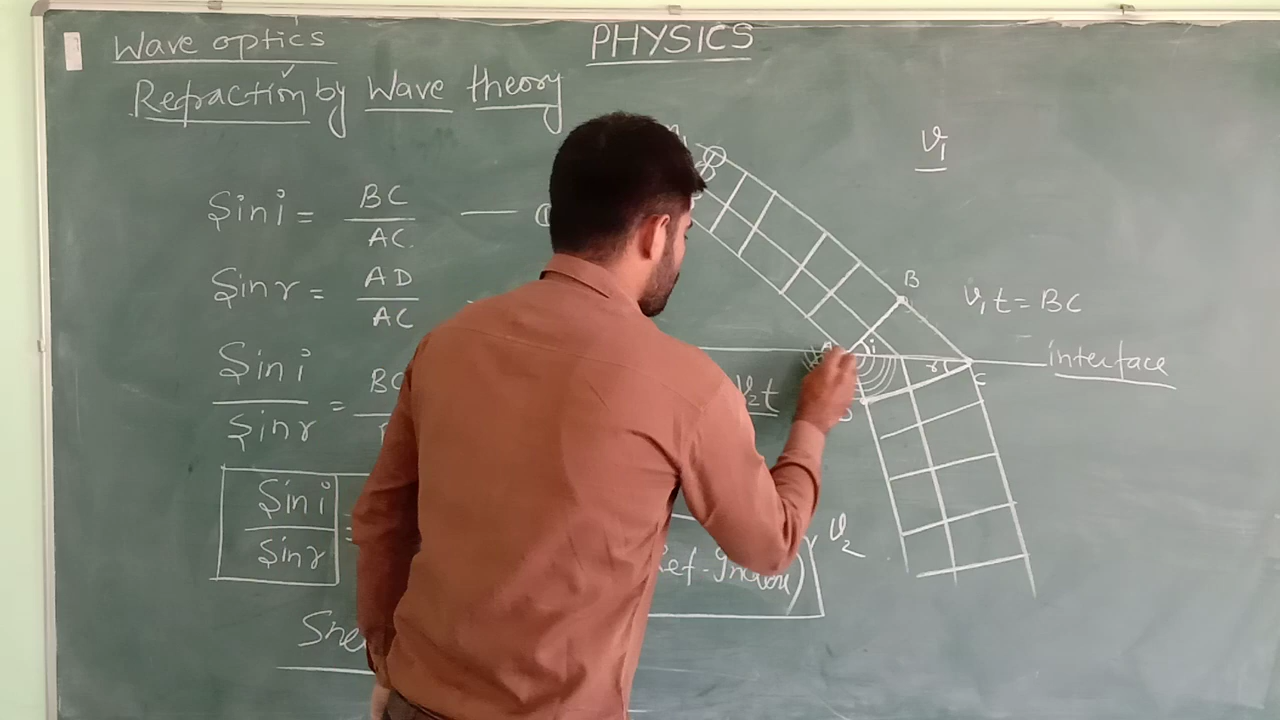 Wave optics
PHYSICS
Refraction by Wave theory
v₁
Sin i = BC / AC
①
Sin r = AD / AC
B
v₁t = BC
Sin i / Sin r = BC
v₂t
A
i
r
C
interface
D
Sin i / Sin r =
v₂